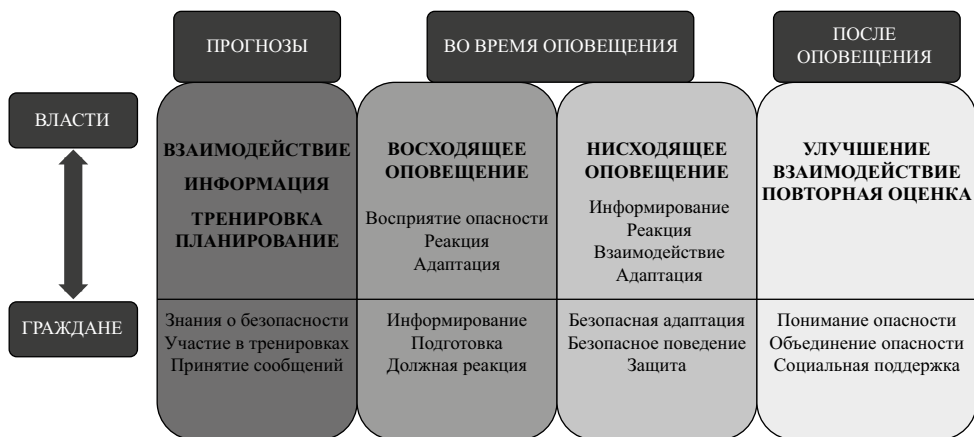 ПРОГНОЗЫ
ВО ВРЕМЯ ОПОВЕЩЕНИЯ
ПОСЛЕ
ОПОВЕЩЕНИЯ
ВЛАСТИ
ВЗАИМОДЕЙСТВИЕ
ИНФОРМАЦИЯ
ТРЕНИРОВКА
ПЛАНИРОВАНИЕ
ВОСХОДЯЩЕЕ
ОПОВЕЩЕНИЕ
Восприятие опасности
Реакция
Адаптация
НИСХОДЯЩЕЕ
ОПОВЕЩЕНИЕ
Информирование
Реакция
Взаимодействие
Адаптация
УЛУЧШЕНИЕ
ВЗАИМОДЕЙСТВИЕ
ПОВТОРНАЯ ОЦЕНКА
ГРАЖДАНЕ
Знания о безопасности
Участие в тренировках
Принятие сообщений
Информирование
Подготовка
Должная реакция
Безопасная адаптация
Безопасное поведение
Защита
Понимание опасности
Объединение опасности
Социальная поддержка